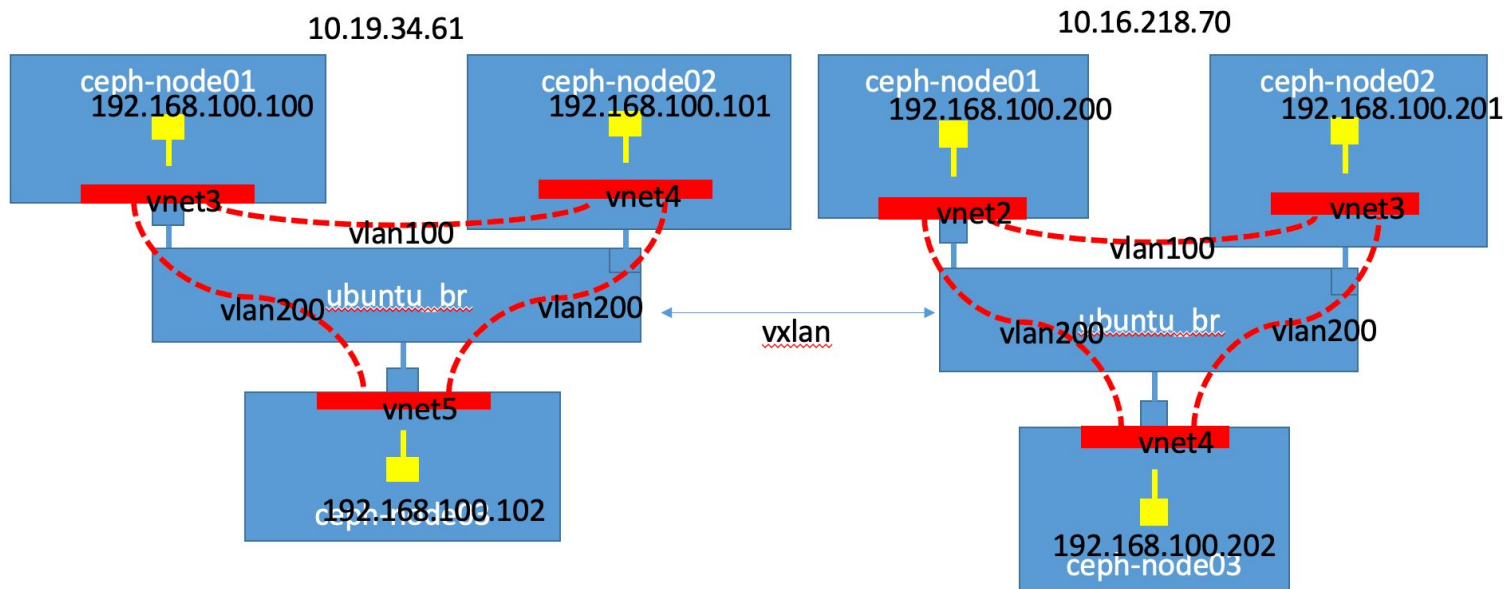 10.19.34.61
ceph-node01
192.168.100.100
vnet3
ceph-node02
192.168.100.101
vnet4
vlan100
vlan200
ubuntu_br
vlan200
vnet5
192.168.100.102
ceph-node03
vxlan
10.16.218.70
ceph-node01
192.168.100.200
vnet2
ceph-node02
192.168.100.201
vnet3
vlan100
vlan200
ubuntu_br
vlan200
vnet4
192.168.100.202
ceph-node03